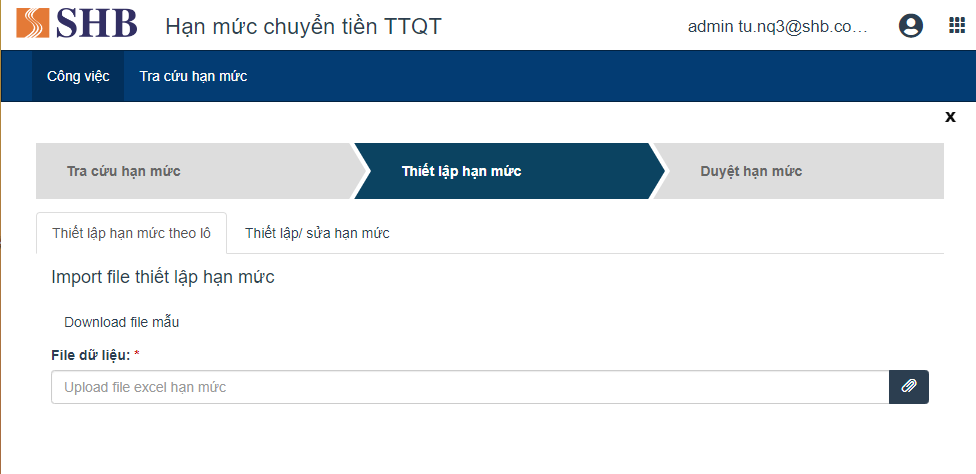 SHB Hạn mức chuyển tiền TTQT admin tu.nq3@shb.co...
Công việc Tra cứu hạn mức
x
Tra cứu hạn mức Thiết lập hạn mức Duyệt hạn mức
Thiết lập hạn mức theo lô Thiết lập/ sửa hạn mức
Import file thiết lập hạn mức
Download file mẫu
File dữ liệu: *
Upload file excel hạn mức